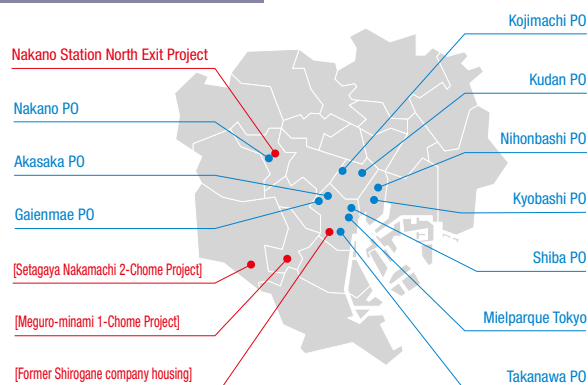 Nakano Station North Exit Project
Nakano PO
Akasaka PO
Gaienmae PO
[Setagaya Nakamachi 2-Chome Project]
[Meguro-minami 1-Chome Project]
[Former Shirogane company housing]
Kojimachi PO
Kudan PO
Nihonbashi PO
Kyobashi PO
Shiba PO
Mielparque Tokyo
Takanawa PO